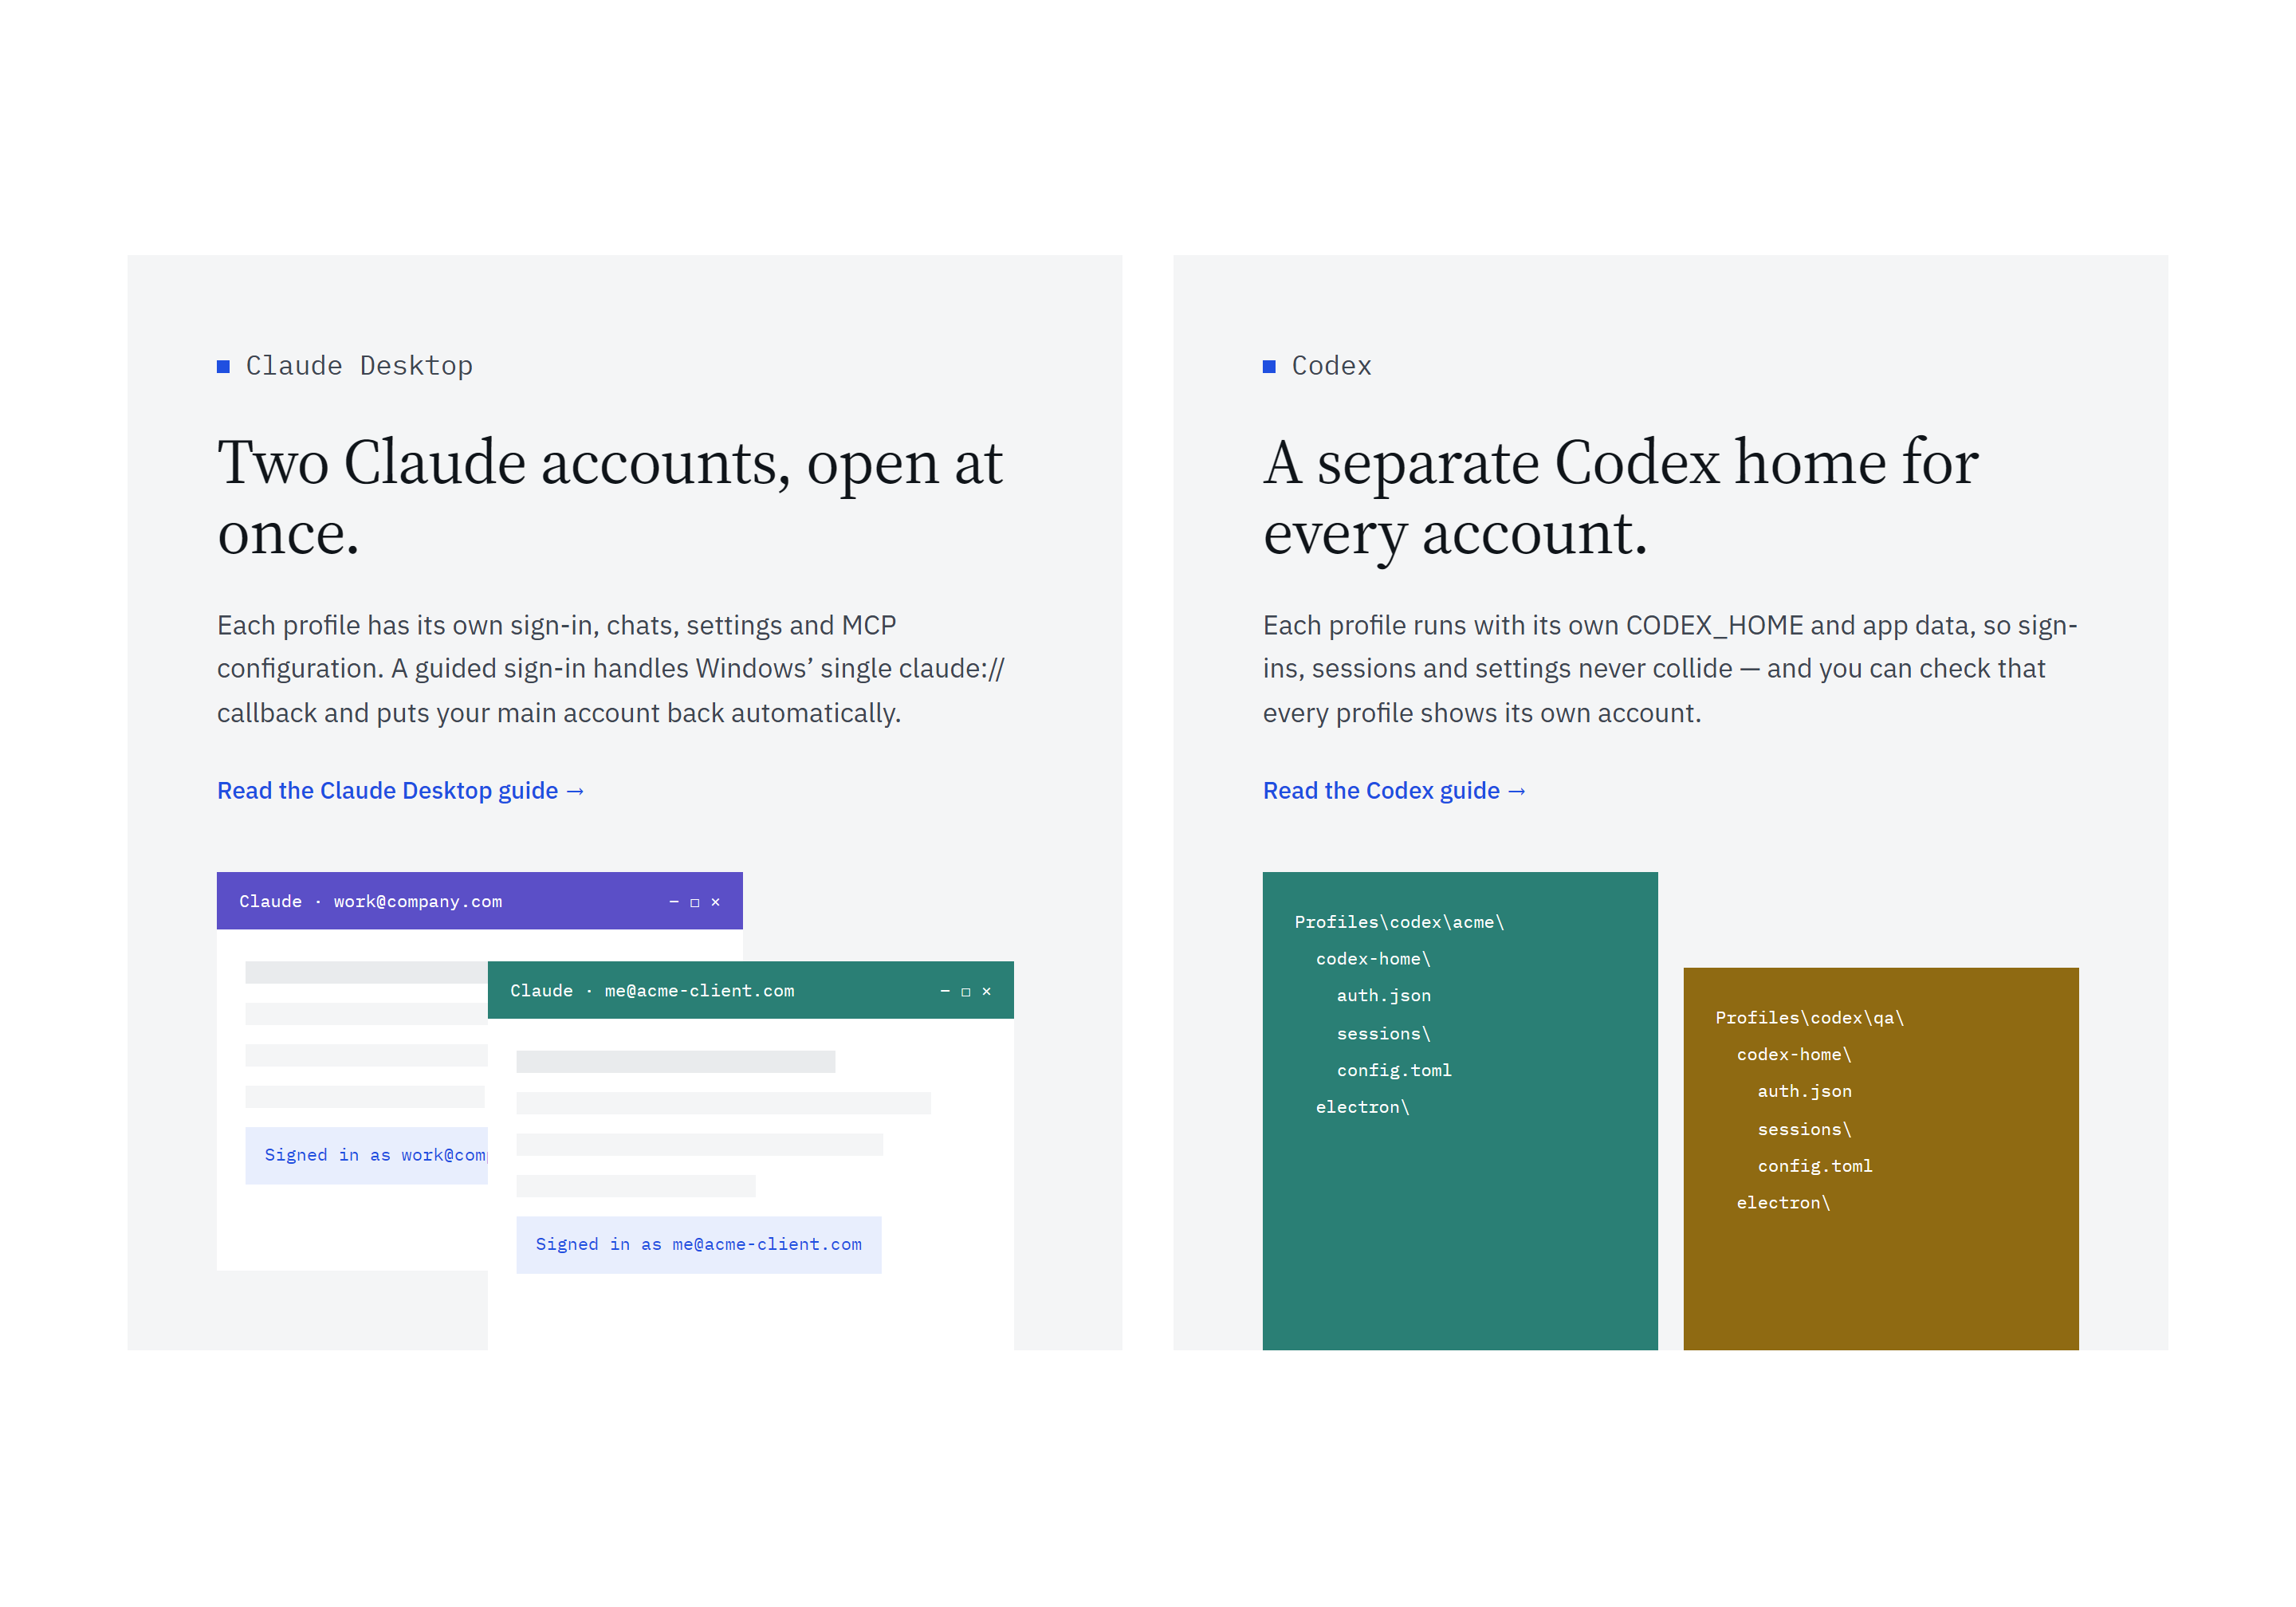 Claude Desktop
Two Claude accounts, open at
once.
Each profile has its own sign-in, chats, settings and MCP
configuration. A guided sign-in handles Windows’ single claude://
callback and puts your main account back automatically.
Read the Claude Desktop guide →
Claude · work@company.com
Signed in as
Claude · me@acme-client.com
Signed in as me@acme-client.com
Codex
A separate Codex home for
every account.
Each profile runs with its own CODEX_HOME and app data, so sign-
ins, sessions and settings never collide — and you can check that
every profile shows its own account.
Read the Codex guide →
Profiles\codex\acme\
codex-home\
auth.json
sessions\
config.toml
electron\
Profiles\codex\qa\
codex-home\
auth.json
sessions\
config.toml
electron\